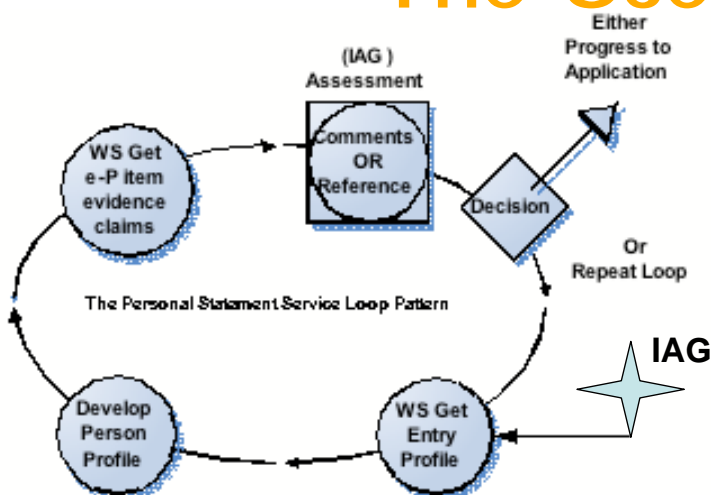 The
Either
Progress to
Application
(IAG )
Assessment
Comments
OR
Reference
WS Get
e-P item
evidence
claims
Decision
Or
Repeat Loop
The Personal Statement Service Loop Pattern
IAG
Develop
Person
Profile
WS Get
Entry
Profile